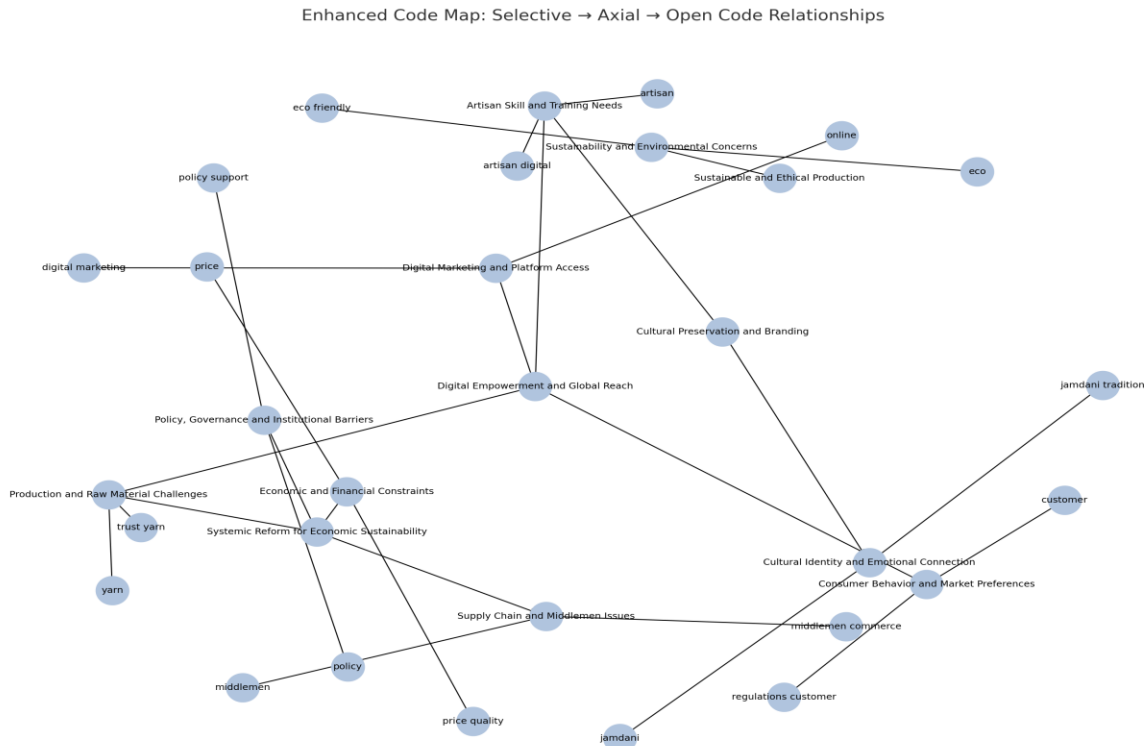 Enhanced Code Map: Selective → Axial → Open Code Relationships
artisan
eco friendly
Artisan Skill and Training Needs
online
Sustainability and Environmental Concerns
artisan digital
eco
policy support
Sustainable and Ethical Production
digital marketing
price
Digital Marketing and Platform Access
Cultural Preservation and Branding
Digital Empowerment and Global Reach
jamdani tradition
Policy, Governance and Institutional Barriers
Production and Raw Material Challenges
Economic and Financial Constraints
customer
trust yarn
Systemic Reform for Economic Sustainability
Cultural Identity and Emotional Connection
Consumer Behavior and Market Preferences
yarn
Supply Chain and Middlemen Issues
middlemen commerce
policy
middlemen
regulations customer
price quality
jamdani